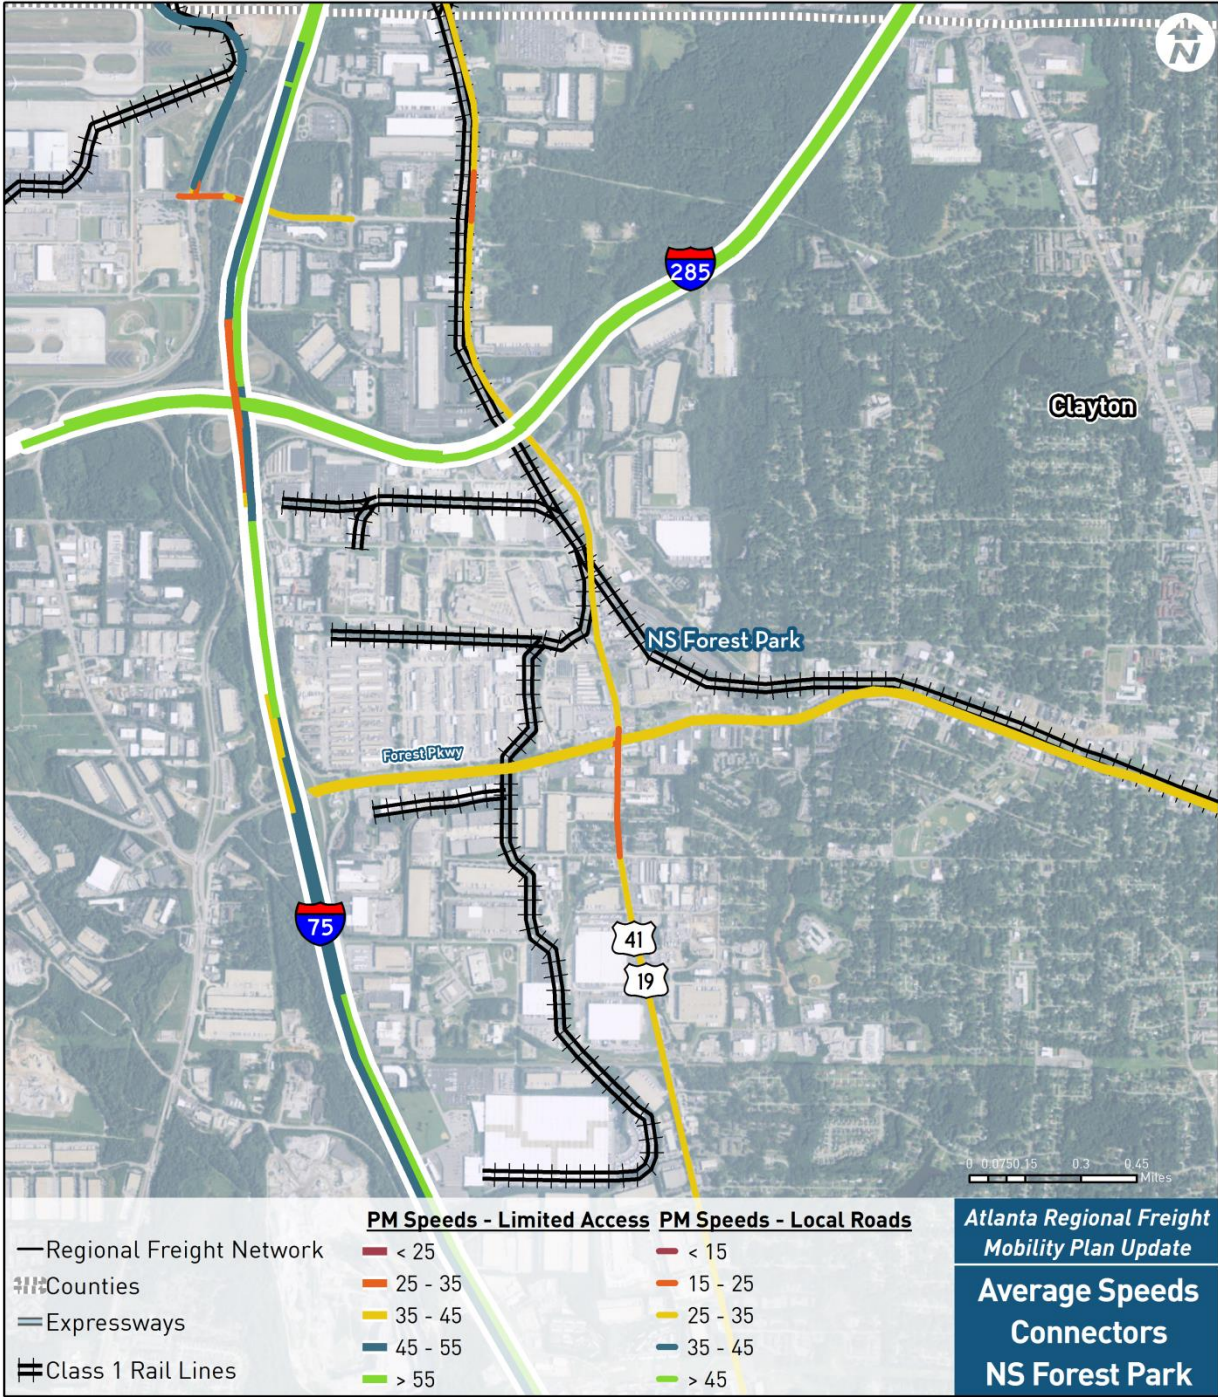 N
285
Clayton
NS Forest Park
Forest Pkwy
75
41
19
0 0.075 0.15 0.3 0.45
Miles
PM Speeds - Limited Access PM Speeds - Local Roads
Regional Freight Network < 25 < 15
Counties 25 - 35 15 - 25
Expressways 35 - 45 25 - 35
45 - 55 35 - 45
Class 1 Rail Lines > 55 > 45
Atlanta Regional Freight
Mobility Plan Update
Average Speeds
Connectors
NS Forest Park